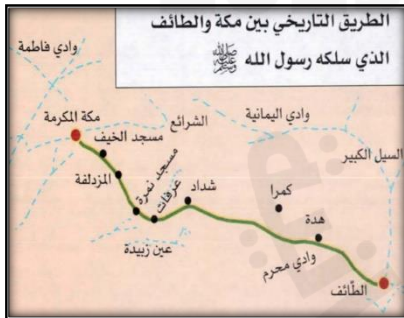 الطريق التاريخي بين مكة والطائف
الذي سلكه رسول الله ﷺ
وادي فاطمة
مكة المكرمة
الشرائع
وادي اليمانية
مسجد الخيف
السيل الكبير
المزدلفة
مسجد نمرة
عرفات
شداد
كمرا
هدة
عين زبيدة
وادي محرم
الطائف